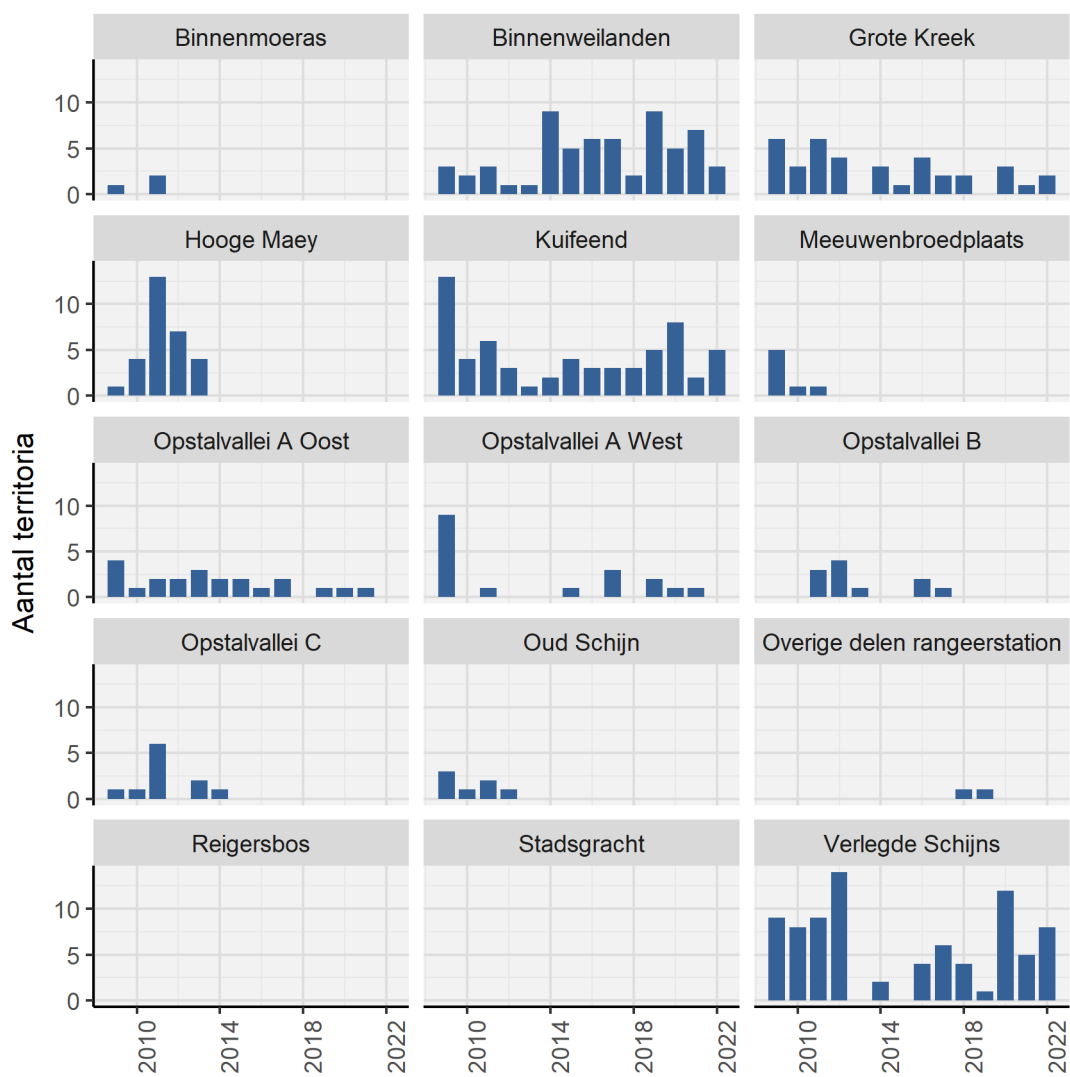 Binnenmoeras Binnenweilanden Grote Kreek
10
5
0
Hooge Maey Kuifeend Meeuwenbroedplaats
10
5
0
Opstalvallei A Oost Opstalvallei A West Opstalvallei B
10
5
0
Aantal territoria
Opstalvallei C Oud Schijn Overige delen rangeerstation
10
5
0
Reigersbos Stadsgracht Verlegde Schijns
10
5
0
2010 2014 2018 2022 2010 2014 2018 2022 2010 2014 2018 2022